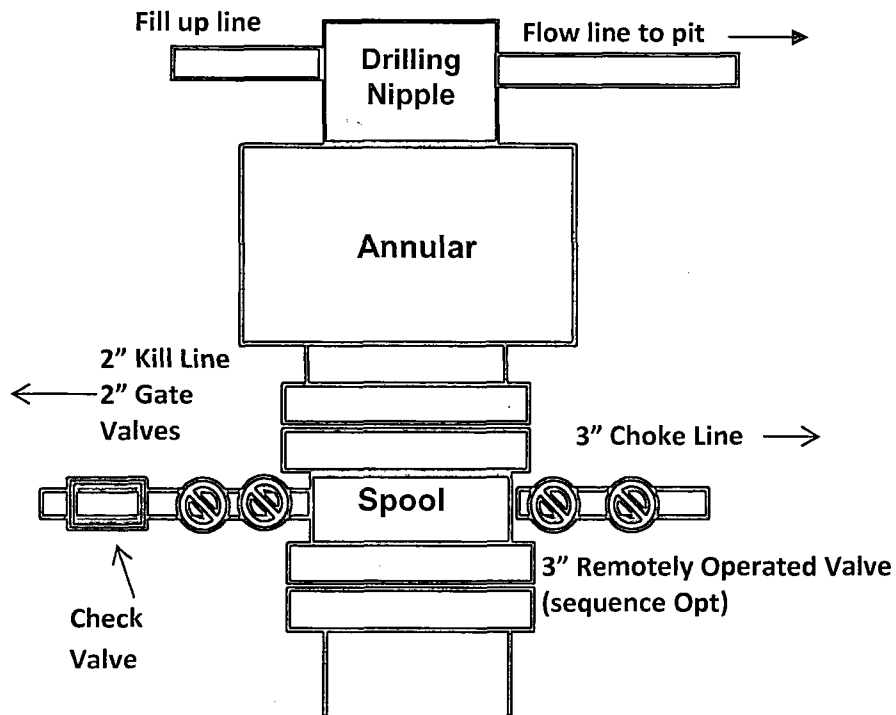 Fill up line
Flow line to pit
Drilling
Nipple
Annular
2” Kill Line
2” Gate
Valves
3” Choke Line
Spool
3” Remotely Operated Valve
(sequence Opt)
Check
Valve